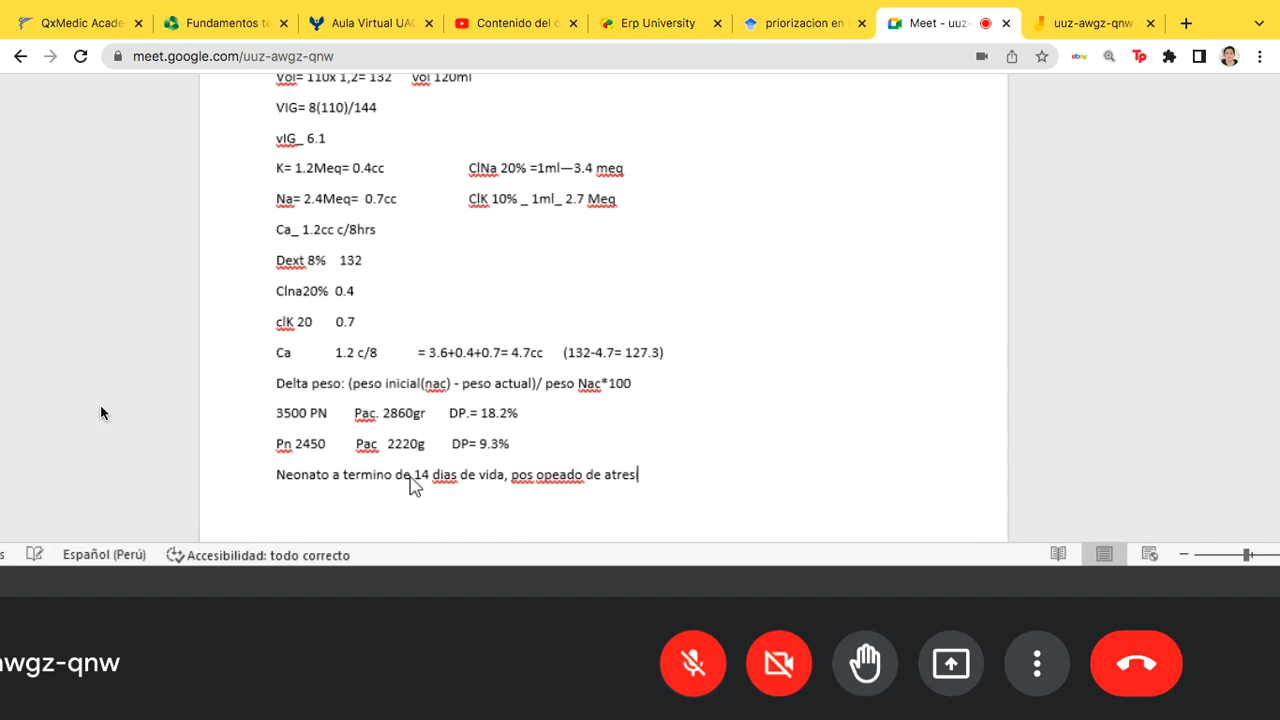 QxMedic Acade
Fundamentos te
Aula Virtual UAC
Contenido del c
Erp University
priorizacion en
Meet - uuz-
uuz-awgz-qnw
meet.google.com/uuz-awgz-qnw
ebay
Tp
Vol= 110x 1,2= 132 vol 120ml
VIG= 8(110)/144
vIG_ 6.1
K= 1.2Meq= 0.4cc ClNa 20% =1ml—3.4 meq
Na= 2.4Meq= 0.7cc ClK 10% _ 1ml_ 2.7 Meq
Ca_ 1.2cc c/8hrs
Dext 8% 132
Clna20% 0.4
clK 20 0.7
Ca 1.2 c/8 = 3.6+0.4+0.7= 4.7cc (132-4.7= 127.3)
Delta peso: (peso inicial(nac) - peso actual)/ peso Nac*100
3500 PN Pac. 2860gr DP.= 18.2%
Pn 2450 Pac 2220g DP= 9.3%
Neonato a termino de 14 dias de vida, pos opeado de atresi
s Español (Perú) Accesibilidad: todo correcto
awgz-qnw